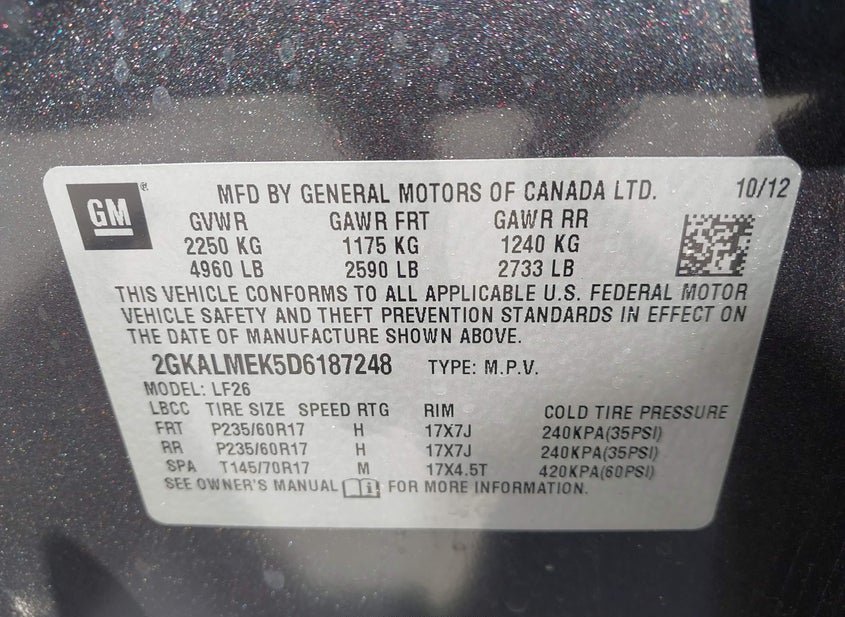 GM ®
MFD BY GENERAL MOTORS OF CANADA LTD. 10/12
GVWR GAWR FRT GAWR RR
2250 KG 1175 KG 1240 KG
4960 LB 2590 LB 2733 LB
THIS VEHICLE CONFORMS TO ALL APPLICABLE U.S. FEDERAL MOTOR
VEHICLE SAFETY AND THEFT PREVENTION STANDARDS IN EFFECT ON
THE DATE OF MANUFACTURE SHOWN ABOVE.
2GKALMEK5D6187248 TYPE: M.P.V.
MODEL: LF26
LBCC TIRE SIZE SPEED RTG RIM COLD TIRE PRESSURE
FRT P235/60R17 H 17X7J 240KPA(35PSI)
RR P235/60R17 H 17X7J 240KPA(35PSI)
SPA T145/70R17 M 17X4.5T 420KPA(60PSI)
SEE OWNER'S MANUAL i FOR MORE INFORMATION.